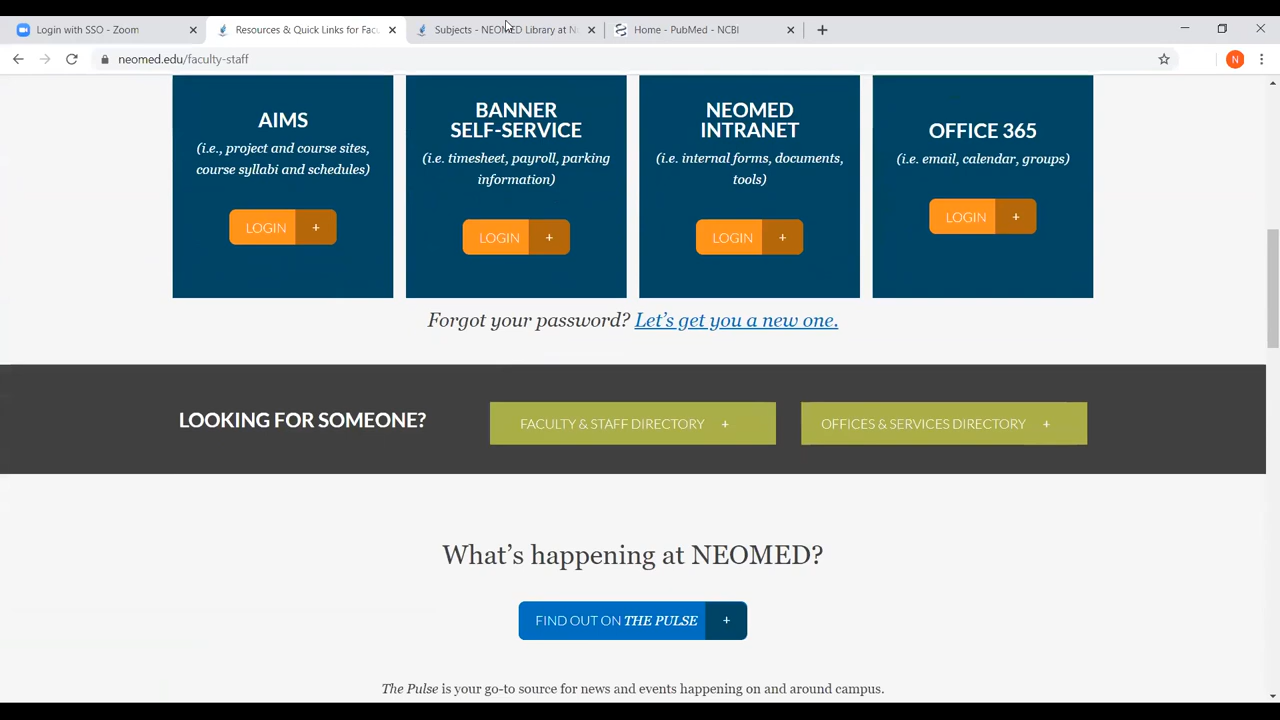 Login with SSO - Zoom
Resources & Quick Links for Facu
Subjects - NEOMED Library at N
Home - PubMed - NCBI
neomed.edu/faculty-staff
N
AIMS
(i.e., project and course sites,
course syllabi and schedules)
LOGIN +
BANNER
SELF-SERVICE
(i.e. timesheet, payroll, parking
information)
LOGIN +
NEOMED
INTRANET
(i.e. internal forms, documents,
tools)
LOGIN +
OFFICE 365
(i.e. email, calendar, groups)
LOGIN +
Forgot your password? Let's get you a new one.
LOOKING FOR SOMEONE?
FACULTY & STAFF DIRECTORY +
OFFICES & SERVICES DIRECTORY +
What's happening at NEOMED?
FIND OUT ON THE PULSE +
The Pulse is your go-to source for news and events happening on and around campus.